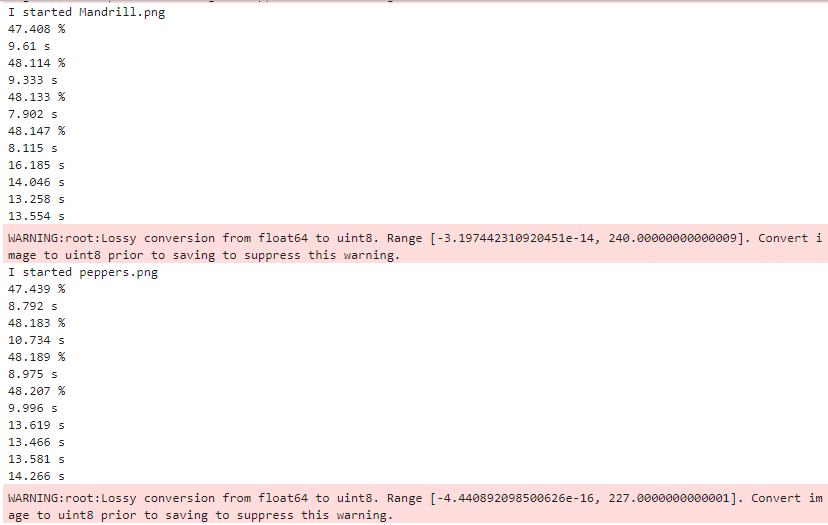 I started Mandrill.png
47.408 %
9.61 s
48.114 %
9.333 s
48.133 %
7.902 s
48.147 %
8.115 s
16.185 s
14.046 s
13.258 s
13.554 s
WARNING:root:Lossy conversion from float64 to uint8. Range [-3.197442310920451e-14, 240.00000000000009]. Convert i
mage to uint8 prior to saving to suppress this warning.
I started peppers.png
47.439 %
8.792 s
48.183 %
10.734 s
48.189 %
8.975 s
48.207 %
9.996 s
13.619 s
13.466 s
13.581 s
14.266 s
WARNING:root:Lossy conversion from float64 to uint8. Range [-4.440892098500626e-16, 227.0000000000001]. Convert im
age to uint8 prior to saving to suppress this warning.